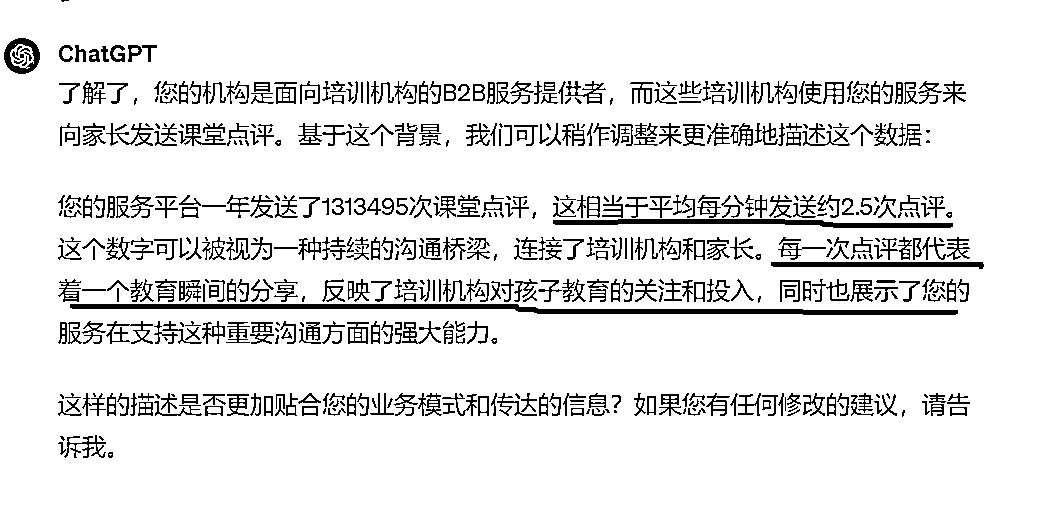 ChatGPT
了解了，您的机构是面向培训机构的B2B服务提供者，而这些培训机构使用您的服务来
向家长发送课堂点评。基于这个背景，我们可以稍作调整来更准确地描述这个数据：
您的服务平台一年发送了1313495次课堂点评，这相当于平均每分钟发送约2.5次点评。
这个数字可以被视为一种持续的沟通桥梁，连接了培训机构和家长。每一次点评都代表
着一个教育瞬间的分享，反映了培训机构对孩子教育的关注和投入，同时也展示了您的
服务在支持这种重要沟通方面的强大能力。
这样的描述是否更加贴合您的业务模式和传达的信息？如果您有任何修改的建议，请告
诉我。